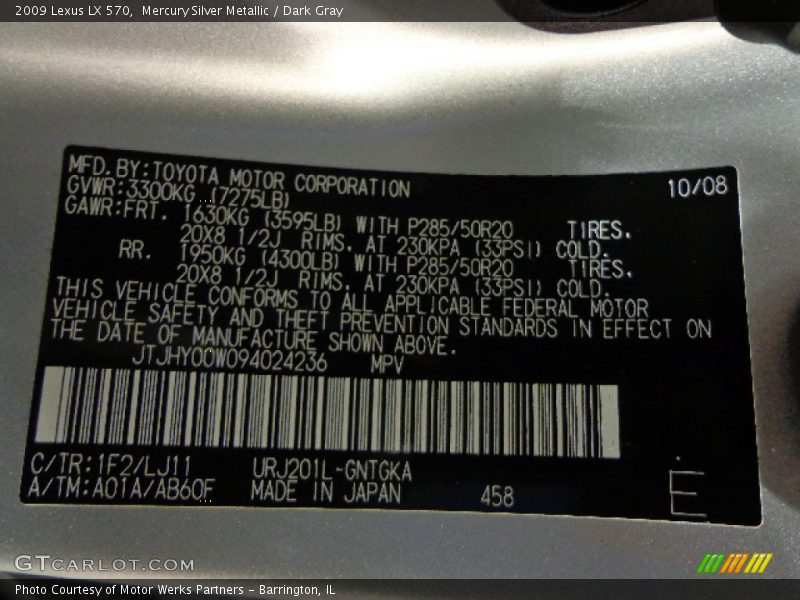 2009 Lexus LX 570, Mercury Silver Metallic / Dark Gray
MFD.BY:TOYOTA MOTOR CORPORATION 10/08
GVWR:3300KG (7275LB)
GAWR:FRT. 1630KG (3595LB) WITH P285/50R20 TIRES.
20X8 1/2J RIMS. AT 230KPA (33PSI) COLD.
RR. 1950KG (4300LB) WITH P285/50R20 TIRES.
20X8 1/2J RIMS. AT 230KPA (33PSI) COLD.
THIS VEHICLE CONFORMS TO ALL APPLICABLE FEDERAL MOTOR
VEHICLE SAFETY AND THEFT PREVENTION STANDARDS IN EFFECT ON
THE DATE OF MANUFACTURE SHOWN ABOVE.
JTJHY00W094024236 MPV
C/TR:1F2/LJ11 URJ201L-GNTGKA
A/TM:A01A/AB60F MADE IN JAPAN 458 E
GTCARLOT.COM
Photo Courtesy of Motor Werks Partners - Barrington, IL